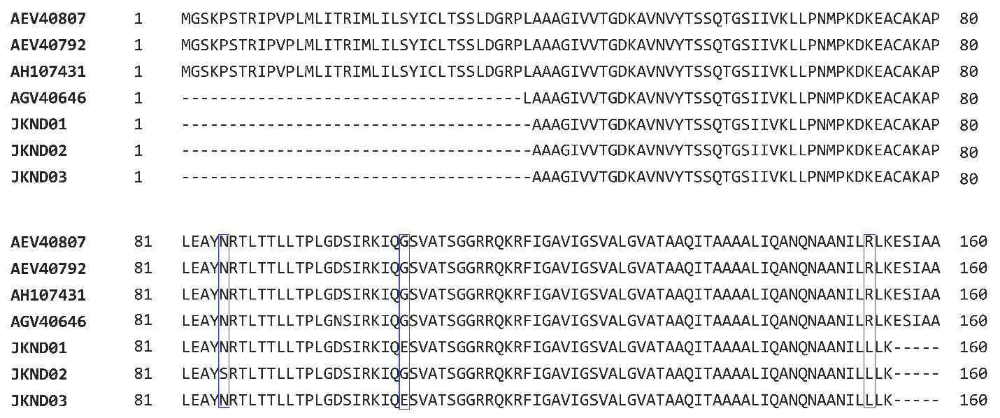 AEV40807 1 MGSKPSTRIPVPLMLITRIMLILSYICLTSSLDGRPLAAAGIVVTGDKAVNVYTSSQTGSIIVKLLPNMPKDKEACAKAP 80
AEV40792 1 MGSKPSTRIPVPLMLITRIMLILSYICLTSSLDGRPLAAAGIVVTGDKAVNVYTSSQTGSIIVKLLPNMPKDKEACAKAP 80
AH107431 1 MGSKPSTRIPVPLMLITRIMLILSYICLTSSLDGRPLAAAGIVVTGDKAVNVYTSSQTGSIIVKLLPNMPKDKEACAKAP 80
AGV40646 1 ------------------------------------LAAAGIVVTGDKAVNVYTSSQTGSIIVKLLPNMPKDKEACAKAP 80
JKND01 1 -------------------------------------AAAGIVVTGDKAVNVYTSSQTGSIIVKLLPNMPKDKEACAKAP 80
JKND02 1 -------------------------------------AAAGIVVTGDKAVNVYTSSQTGSIIVKLLPNMPKDKEACAKAP 80
JKND03 1 -------------------------------------AAAGIVVTGDKAVNVYTSSQTGSIIVKLLPNMPKDKEACAKAP 80
AEV40807 81 LEAYNRTLTTLLTPLGDSIRKIQGSVATSGGRRQKRFIGAVIGSVALGVATAAQITAAAALIQANQNAANILRLKESIAA 160
AEV40792 81 LEAYNRTLTTLLTPLGDSIRKIQGSVATSGGRRQKRFIGAVIGSVALGVATAAQITAAAALIQANQNAANILRLKESIAA 160
AH107431 81 LEAYNRTLTTLLTPLGDSIRKIQGSVATSGGRRQKRFIGAVIGSVALGVATAAQITAAAALIQANQNAANILRLKESIAA 160
AGV40646 81 LEAYNRTLTTLLTPLGNSIRKIQGSVATSGGRRQKRFIGAVIGSVALGVATAAQITAAAALIQANQNAANILRLKESIAA 160
JKND01 81 LEAYNRTLTTLLTPLGDSIRKIQESVATSGGRRQKRFIGAVIGSVALGVATAAQITAAAALIQANQNAANILLLK----- 160
JKND02 81 LEAYSRTLTTLLTPLGDSIRKIQGSVATSGGRRQKRFIGAVIGSVALGVATAAQITAAAALIQANQNAANILLLK----- 160
JKND03 81 LEAYNRTLTTLLTPLGDSIRKIQESVATSGGRRQKRFIGAVIGSVALGVATAAQITAAAALIQANQNAANILLLK----- 160